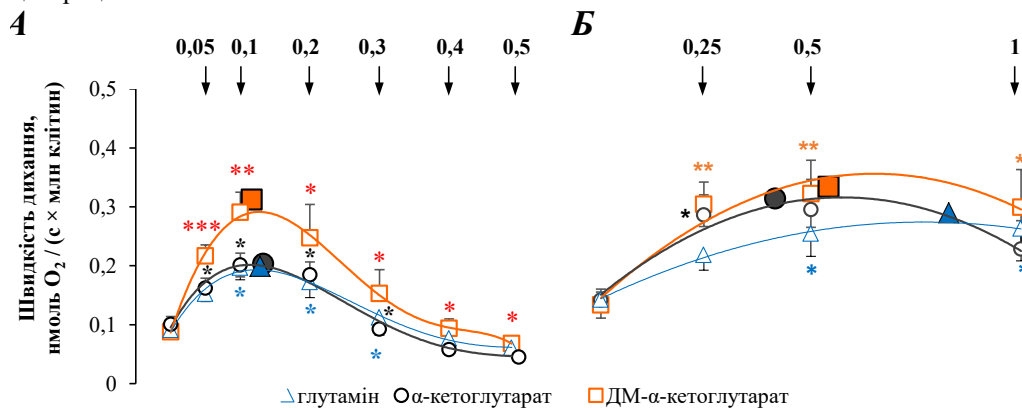 А
Б
0,05 0,1 0,2 0,3 0,4 0,5
0,25 0,5 1
Швидкість дихання,
нмоль O₂ / (с × млн клітин)
0,5
0,4
0,3
0,2
0,1
0
*** ** * * * *
* * * *
* * *
** ** *
*
* *
глутамін α-кетоглутарат ДМ-α-кетоглутарат